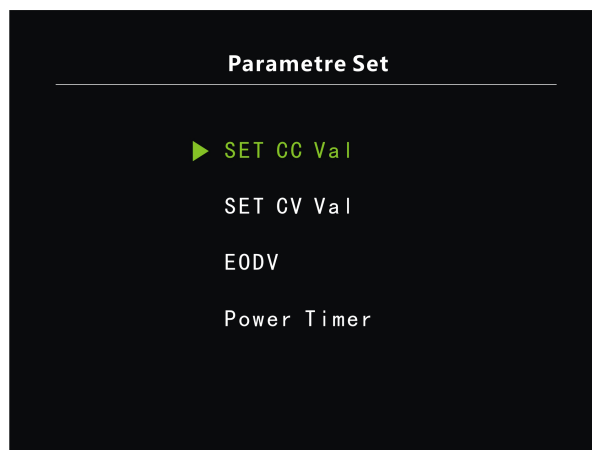 Parametre Set
SET CC Val
SET CV Val
EODV
Power Timer